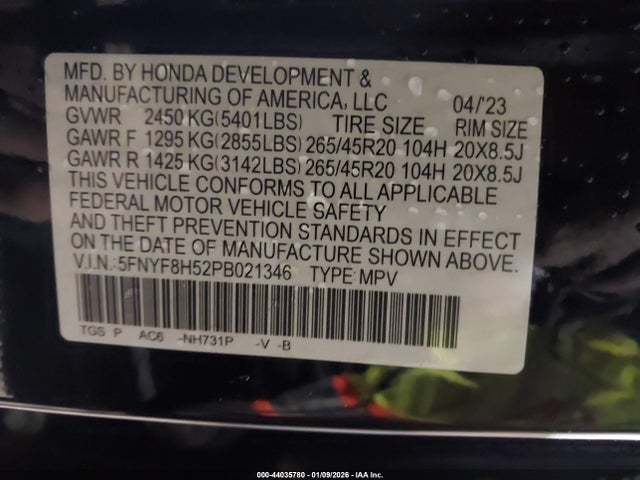 MFD. BY HONDA DEVELOPMENT &
MANUFACTURING OF AMERICA, LLC 04/'23
GVWR 2450 KG(5401LBS) TIRE SIZE RIM SIZE
GAWR F 1295 KG(2855LBS) 265/45R20 104H 20X8.5J
GAWR R 1425 KG(3142LBS) 265/45R20 104H 20X8.5J
THIS VEHICLE CONFORMS TO ALL APPLICABLE
FEDERAL MOTOR VEHICLE SAFETY
AND THEFT PREVENTION STANDARDS IN EFFECT
ON THE DATE OF MANUFACTURE SHOWN ABOVE.
V.I.N.:5FNYF8H52PB021346 TYPE:MPV
TGS P AC6 -NH731P -V -B
000-44035780 - 01/09/2026 - IAA Inc.